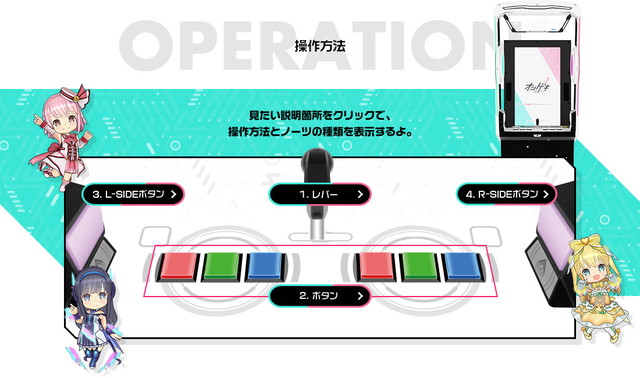 OPERATION
操作方法
オンゲキ
見たい説明箇所をクリックで、
操作方法とノーツの種類を表示するよ。
3. L-SIDEボタン
1. レバー
4. R-SIDEボタン
2. ボタン